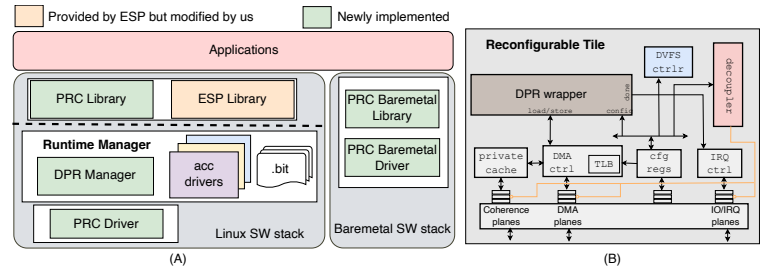 Provided by ESP but modified by us
Newly implemented
Applications
PRC Library
ESP Library
Runtime Manager
DPR Manager
acc
drivers
.bit
PRC Driver
Linux SW stack
PRC Baremetal
Library
PRC Baremetal
Driver
Baremetal SW stack
(A)
Reconfigurable Tile
DVFS
ctrlr
decoupler
DPR wrapper
done
load/store
config
private
cache
DMA
ctrl
TLB
cfg
regs
IRQ
ctrl
Coherence
planes
DMA
planes
IO/IRQ
planes
(B)